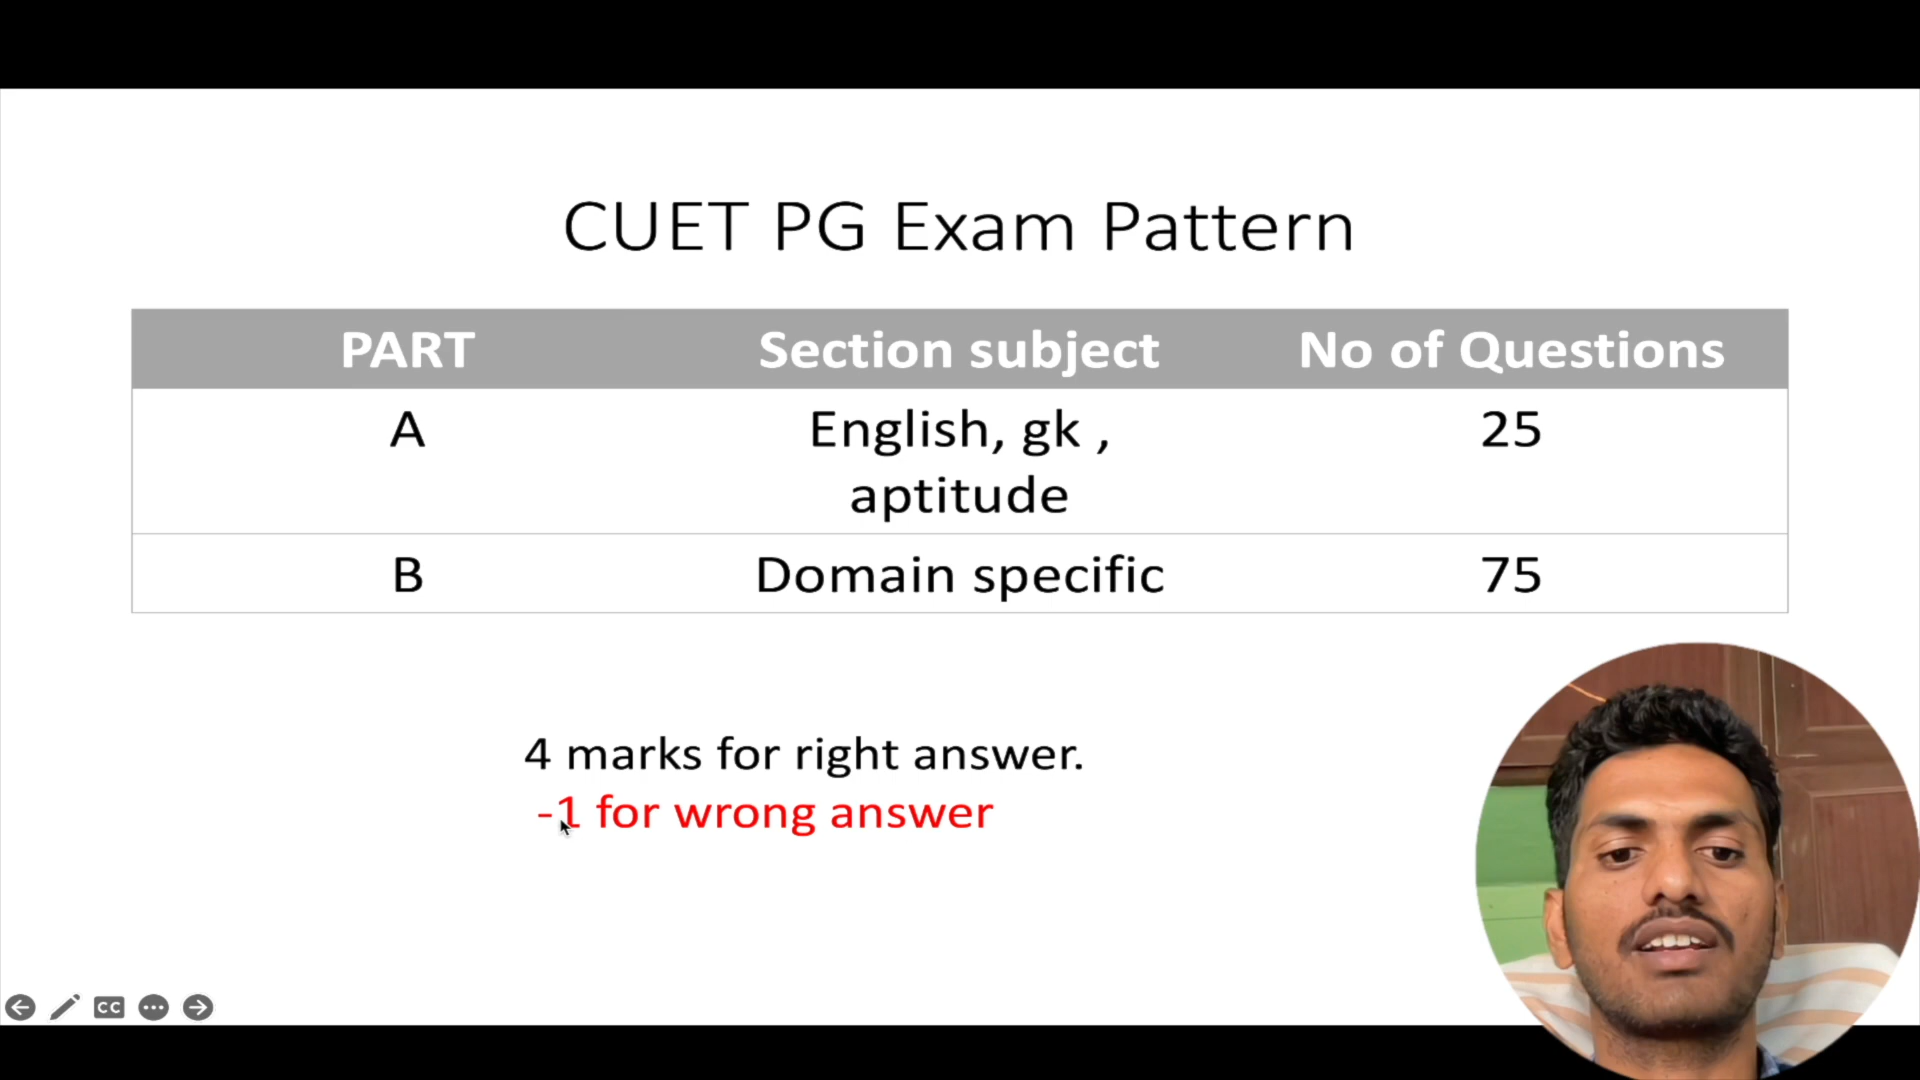 CUET PG Exam Pattern
PART Section subject No of Questions
A English, gk , 25
aptitude
B Domain specific 75
4 marks for right answer.
-1 for wrong answer
CC